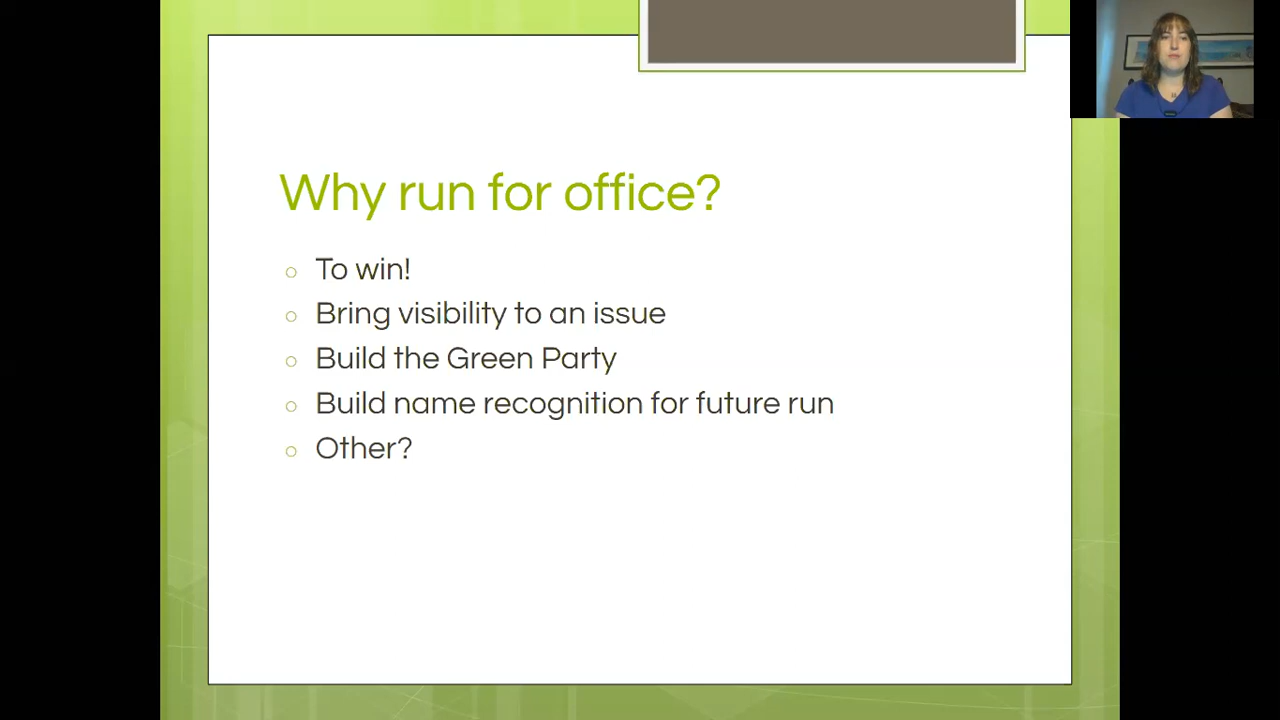 Why run for office?
To win!
Bring visibility to an issue
Build the Green Party
Build name recognition for future run
Other?